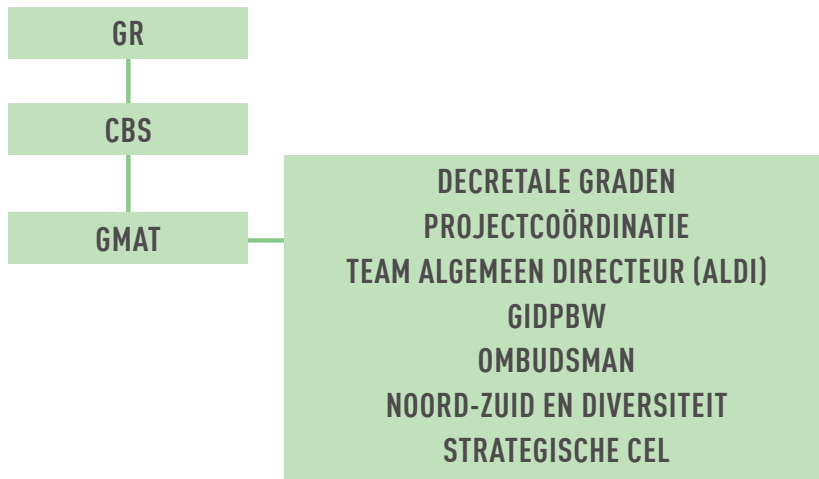 GR
CBS
GMAT
DECRETALE GRADEN
PROJECTCOÖRDINATIE
TEAM ALGEMEEN DIRECTEUR (ALDI)
GIDPBW
OMBUDSMAN
NOORD-ZUID EN DIVERSITEIT
STRATEGISCHE CEL